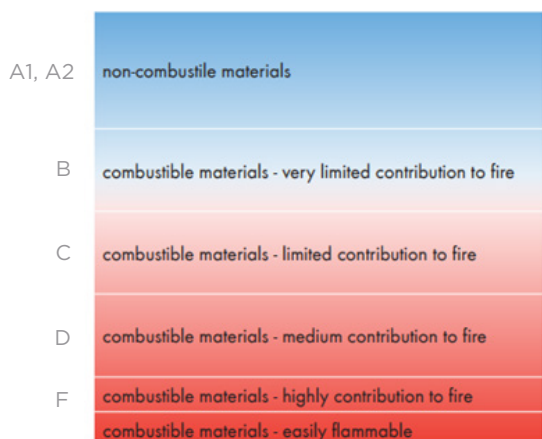 A1, A2 non-combustile materials
B combustible materials - very limited contribution to fire
C combustible materials - limited contribution to fire
D combustible materials - medium contribution to fire
F combustible materials - highly contribution to fire
combustible materials - easily flammable